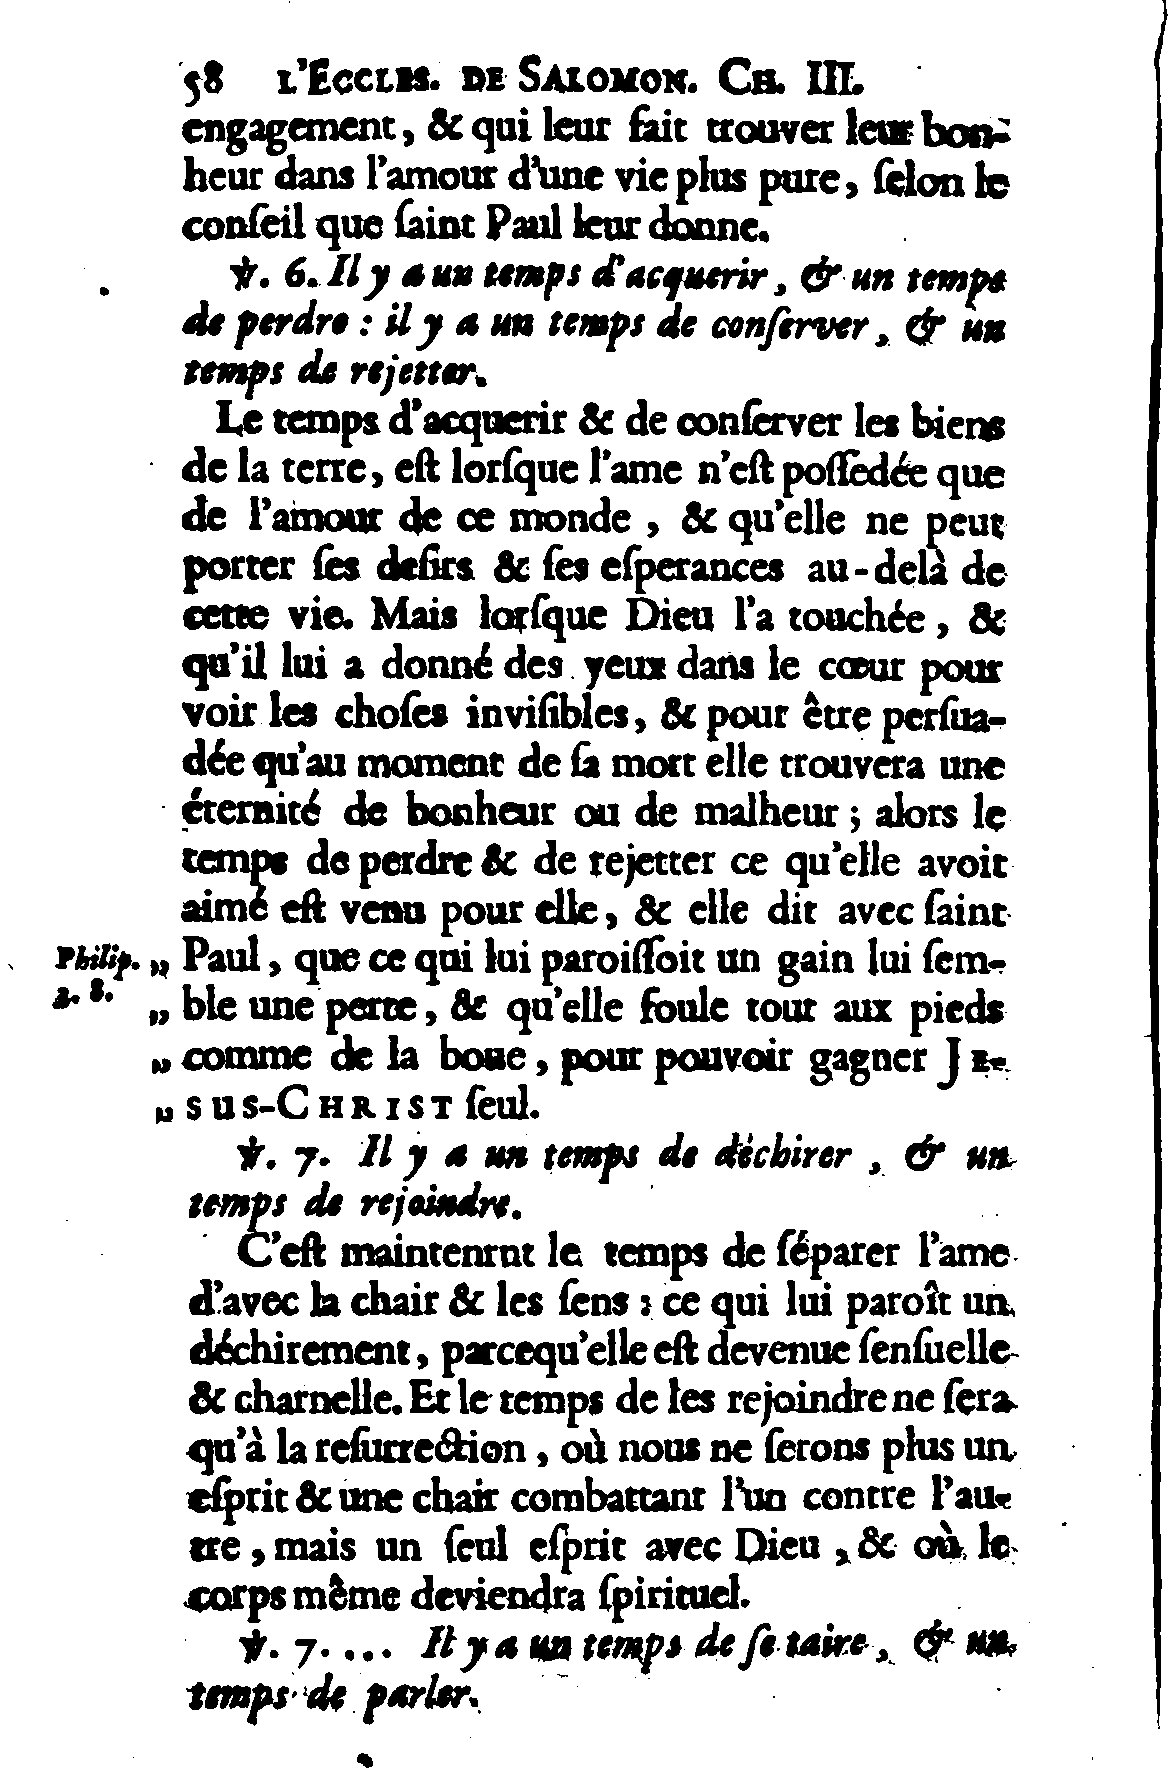 58 L'ECCLES. DE SALOMON. CH. III.
engagement, & qui leur fait trouver leur bon-
heur dans l'amour d'une vie plus pure, ſelon le
conſeil que ſaint Paul leur donne.
℣. 6. Il y a un temps d'acquerir, & un temps
de perdre : il y a un temps de conſerver, & un
temps de rejetter.
Le temps d'acquerir & de conſerver les biens
de la terre, eſt lorſque l'ame n'eſt poſſedée que
de l'amour de ce monde, & qu'elle ne peut
porter ſes deſirs & ſes eſperances au-delà de
cette vie. Mais lorſque Dieu l'a touchée, &
qu'il lui a donné des yeux dans le cœur pour
voir les choſes inviſibles, & pour être perſua-
dée qu'au moment de ſa mort elle trouvera une
éternité de bonheur ou de malheur ; alors le
temps de perdre & de rejetter ce qu'elle avoit
aimé eſt venu pour elle, & elle dit avec ſaint
Philip. „ Paul, que ce qui lui paroiſſoit un gain lui ſem-
8. „ ble une perte, & qu'elle foule tout aux pieds
„ comme de la boue, pour pouvoir gagner JE-
„ SUS-CHRIST ſeul.
℣. 7. Il y a un temps de déchirer, & un
temps de rejoindre.
C'eſt maintenrnt le temps de ſéparer l'ame
d'avec la chair & les ſens : ce qui lui paroît un
déchirement, parcequ'elle eſt devenue ſenſuelle
& charnelle. Et le temps de les rejoindre ne ſera
qu'à la reſurrection, où nous ne ſerons plus un
eſprit & une chair combattant l'un contre l'au-
tre, mais un ſeul eſprit avec Dieu, & où le
corps même deviendra ſpirituel.
℣. 7. ... Il y a un temps de ſe taire, & un
temps de parler.